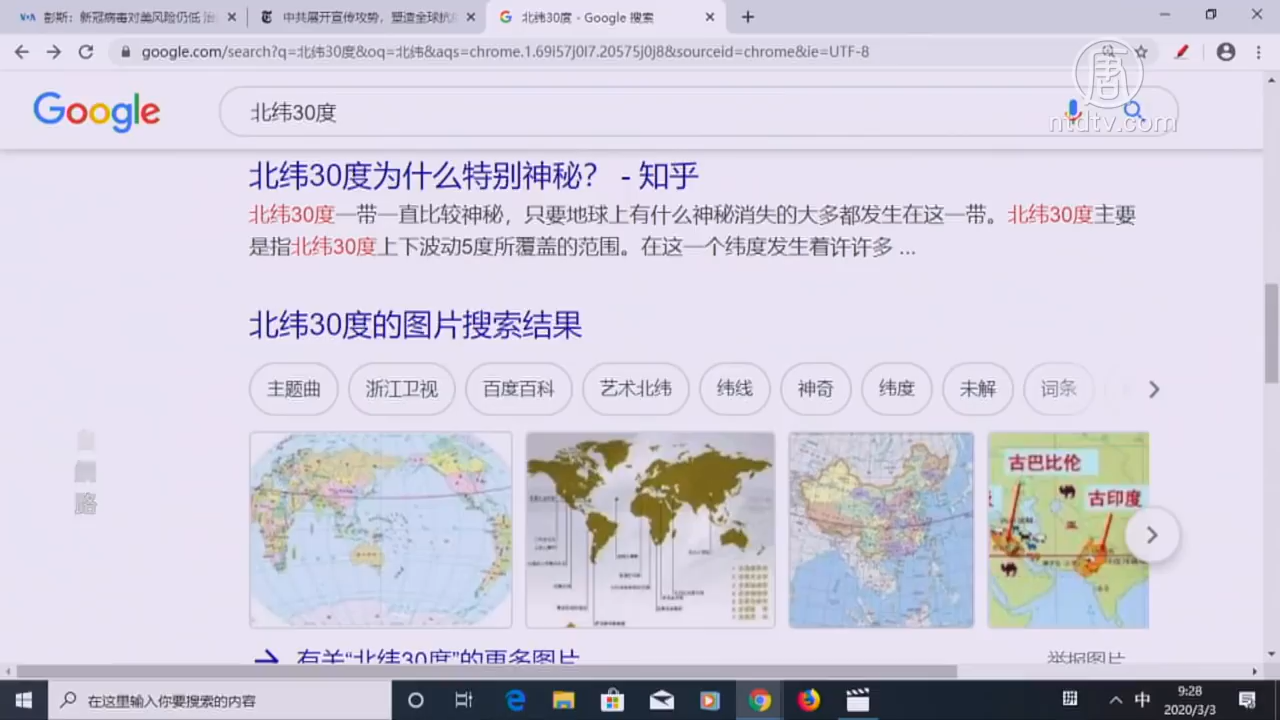 彭斯：新冠病毒对美风险仍低 治
中共展开宣传攻势，塑造全球抗
北纬30度 - Google 搜索
google.com/search?q=北纬30度&oq=北纬&aqs=chrome.1.69i57j0l7.20575j0j8&sourceid=chrome&ie=UTF-8
唐
ntdtv.com
Google
北纬30度
北纬30度为什么特别神秘？ - 知乎
北纬30度一带一直比较神秘，只要地球上有什么神秘消失的大多都发生在这一带。北纬30度主要
是指北纬30度上下波动5度所覆盖的范围。在这一个纬度发生着许许多多 ...
北纬30度的图片搜索结果
主题曲
浙江卫视
百度百科
艺术北纬
纬线
神奇
纬度
未解
词条
古巴比伦
古印度
路
有关“北纬30度”的更多图片
举报图片
在这里输入你要搜索的内容
中
9:28
2020/3/3